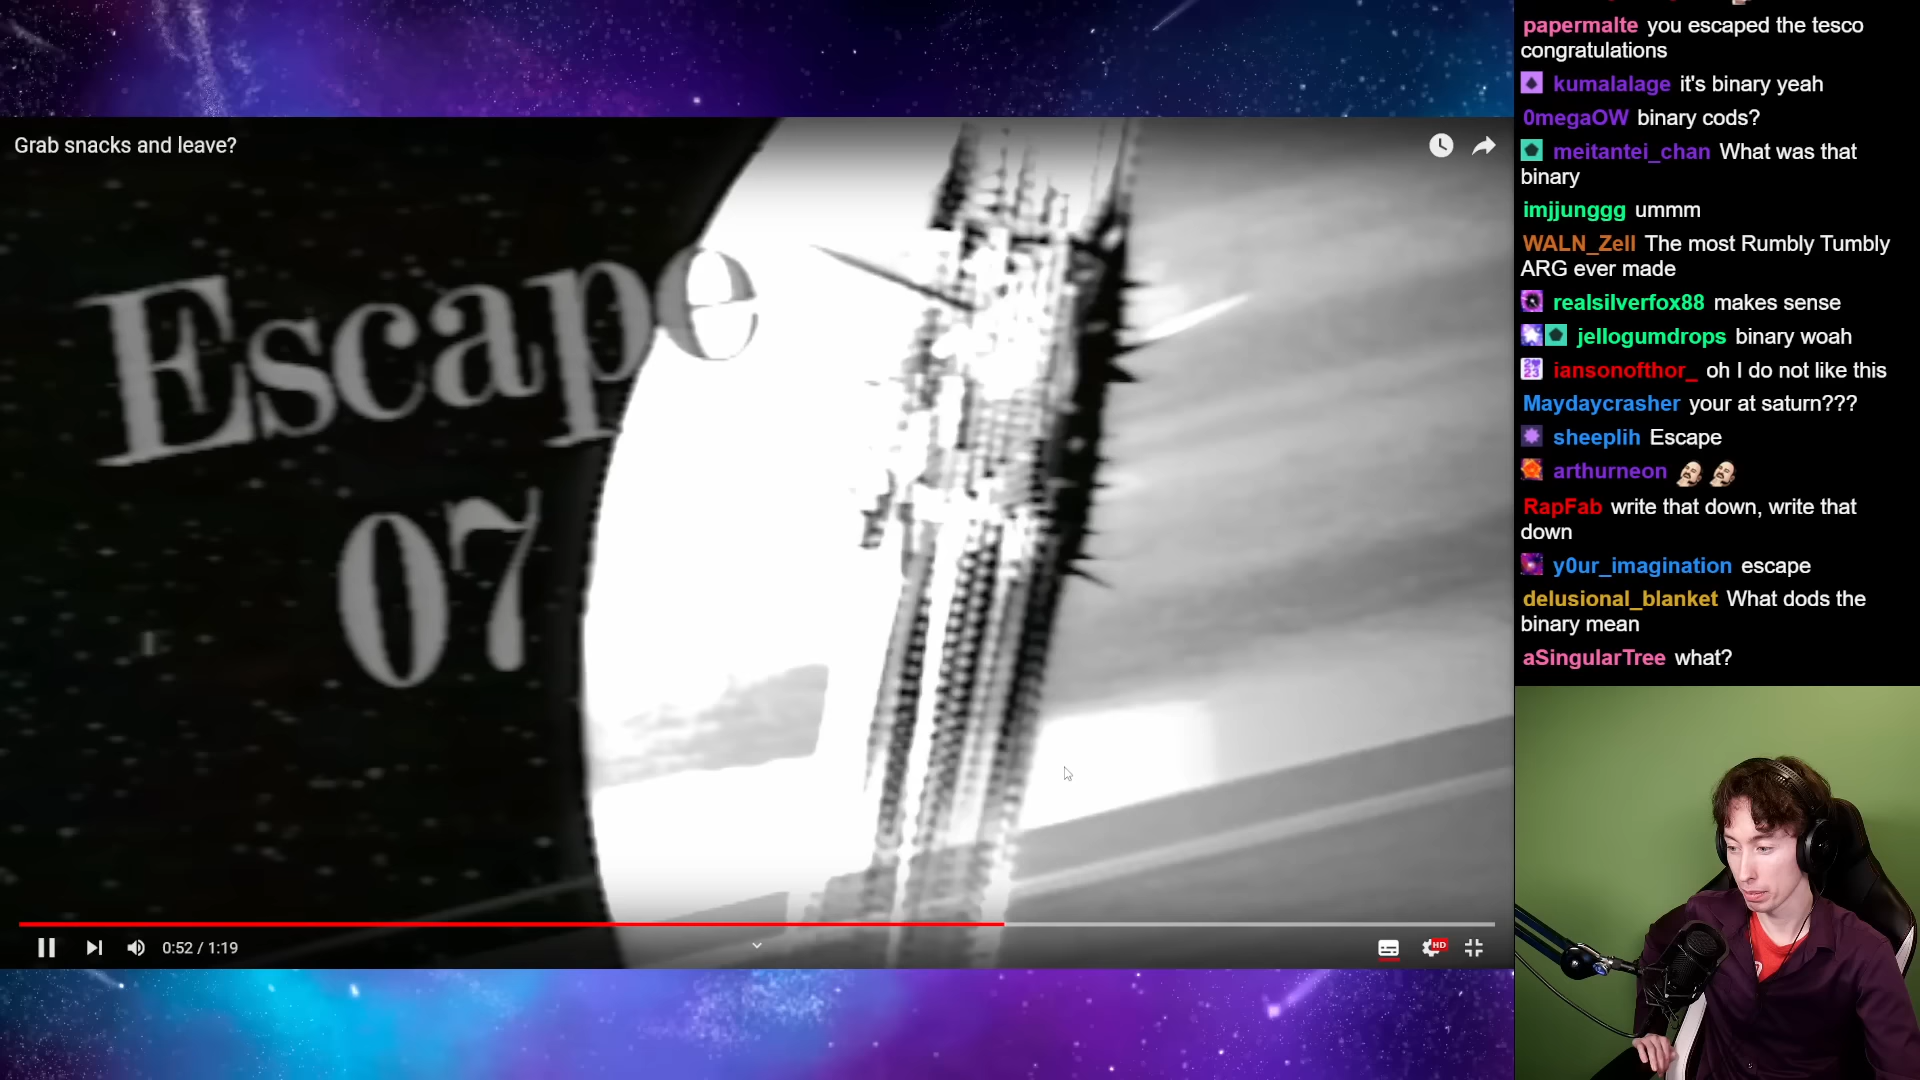 Grab snacks and leave?
Escape
07
0:52 / 1:19
HD
papermalte you escaped the tesco
congratulations
kumalalage it's binary yeah
0megaOW binary cods?
meitantei_chan What was that
binary
imjjunggg ummm
WALN_Zell The most Rumbly Tumbly
ARG ever made
realsilverfox88 makes sense
jellogumdrops binary woah
iansonofthor_ oh I do not like this
Maydaycrasher your at saturn???
sheeplih Escape
arthurneon
RapFab write that down, write that
down
y0ur_imagination escape
delusional_blanket What dods the
binary mean
aSingularTree what?